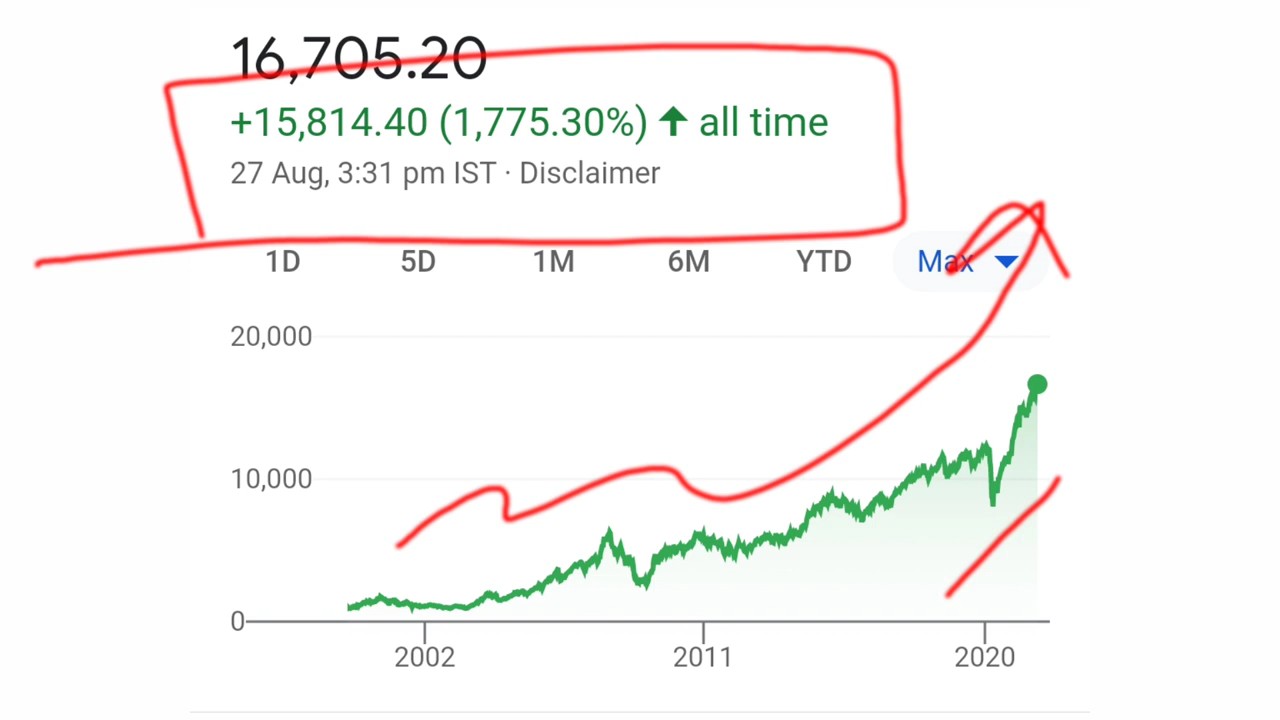 16,705.20
+15,814.40 (1,775.30%) ↑ all time
27 Aug, 3:31 pm IST · Disclaimer
1D 5D 1M 6M YTD Max
20,000
10,000
0
2002 2011 2020